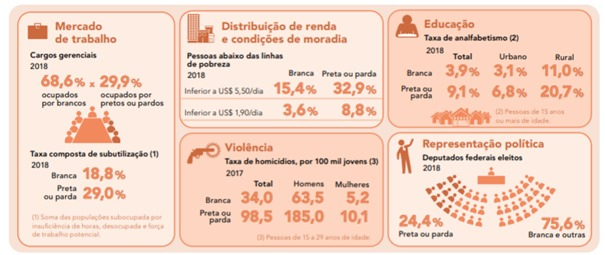 Mercado
de trabalho
Cargos gerenciais
2018
68,6% x 29,9%
ocupados por brancos
ocupados por pretos ou pardos
Taxa composta de subutilização (1)
2018
Branca 18,8%
Preta ou parda 29,0%
(1) Soma das populações subocupada por
insuficiência de horas, desocupada e força
de trabalho potencial.
Distribuição de renda
e condições de moradia
Pessoas abaixo das linhas
de pobreza
2018
Branca Preta ou parda
Inferior a US$ 5,50/dia 15,4% 32,9%
Inferior a US$ 1,90/dia 3,6% 8,8%
Violência
Taxa de homicídios, por 100 mil jovens (3)
2017
Total Homens Mulheres
Branca 34,0 63,5 5,2
Preta ou parda 98,5 185,0 10,1
(3) Pessoas de 15 a 29 anos de idade.
Educação
Taxa de analfabetismo (2)
2018
Total Urbano Rural
Branca 3,9% 3,1% 11,0%
Preta ou parda 9,1% 6,8% 20,7%
(2) Pessoas de 15 anos
ou mais de idade.
Representação política
Deputados federais eleitos
2018
24,4%
Preta ou parda
75,6%
Branca e outras